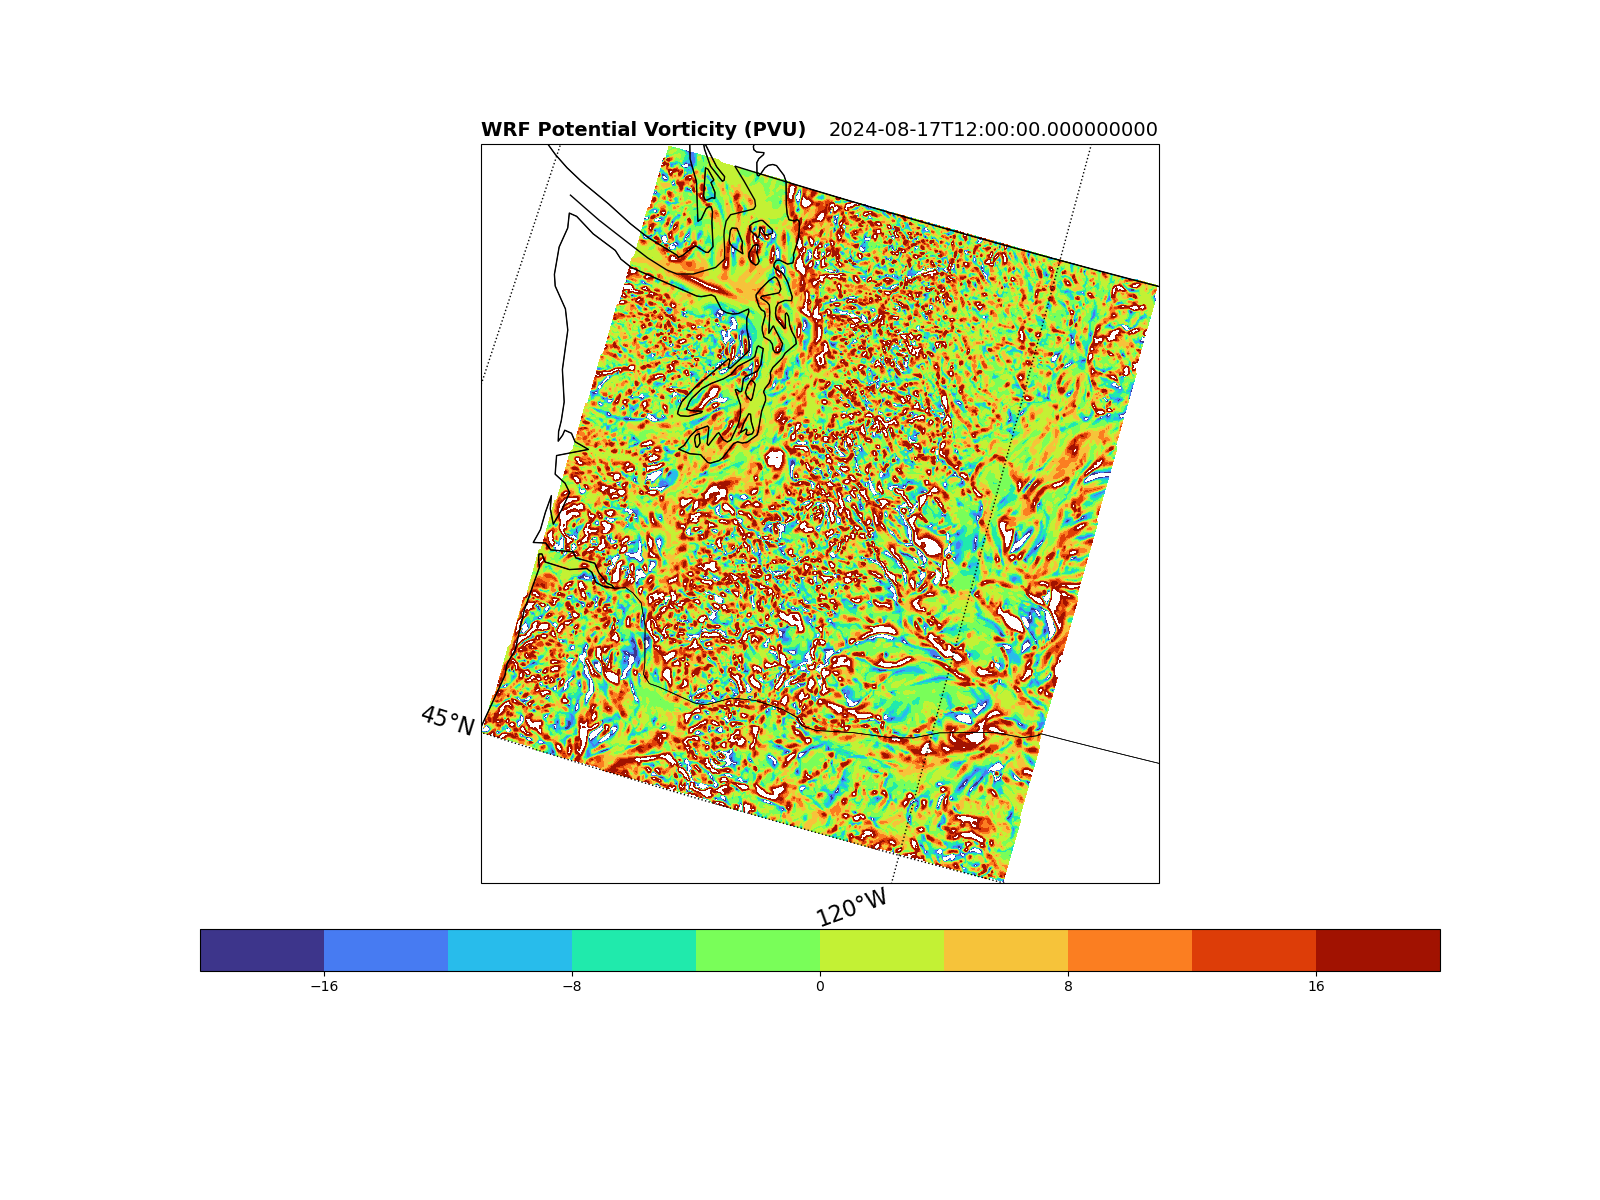 WRF Potential Vorticity (PVU) 2024-08-17T12:00:00.000000000
45°N
120°W
−16 −8 0 8 16